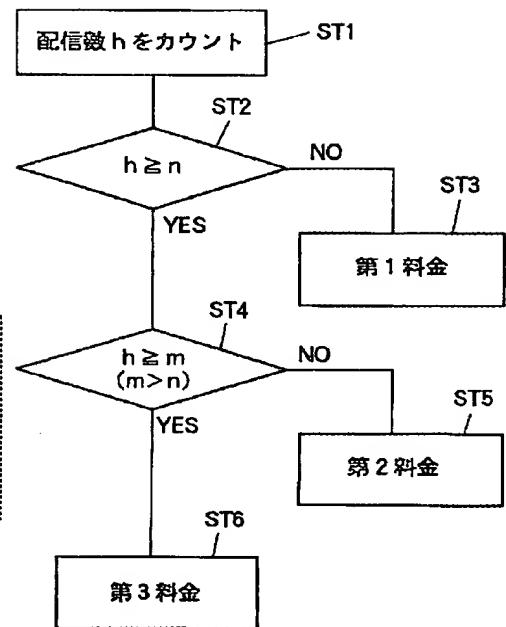 配信数hをカウント
ST1
ST2
h≧n
NO
YES
ST3
第1料金
ST4
h≧m
(m>n)
NO
YES
ST5
第2料金
ST6
第3料金